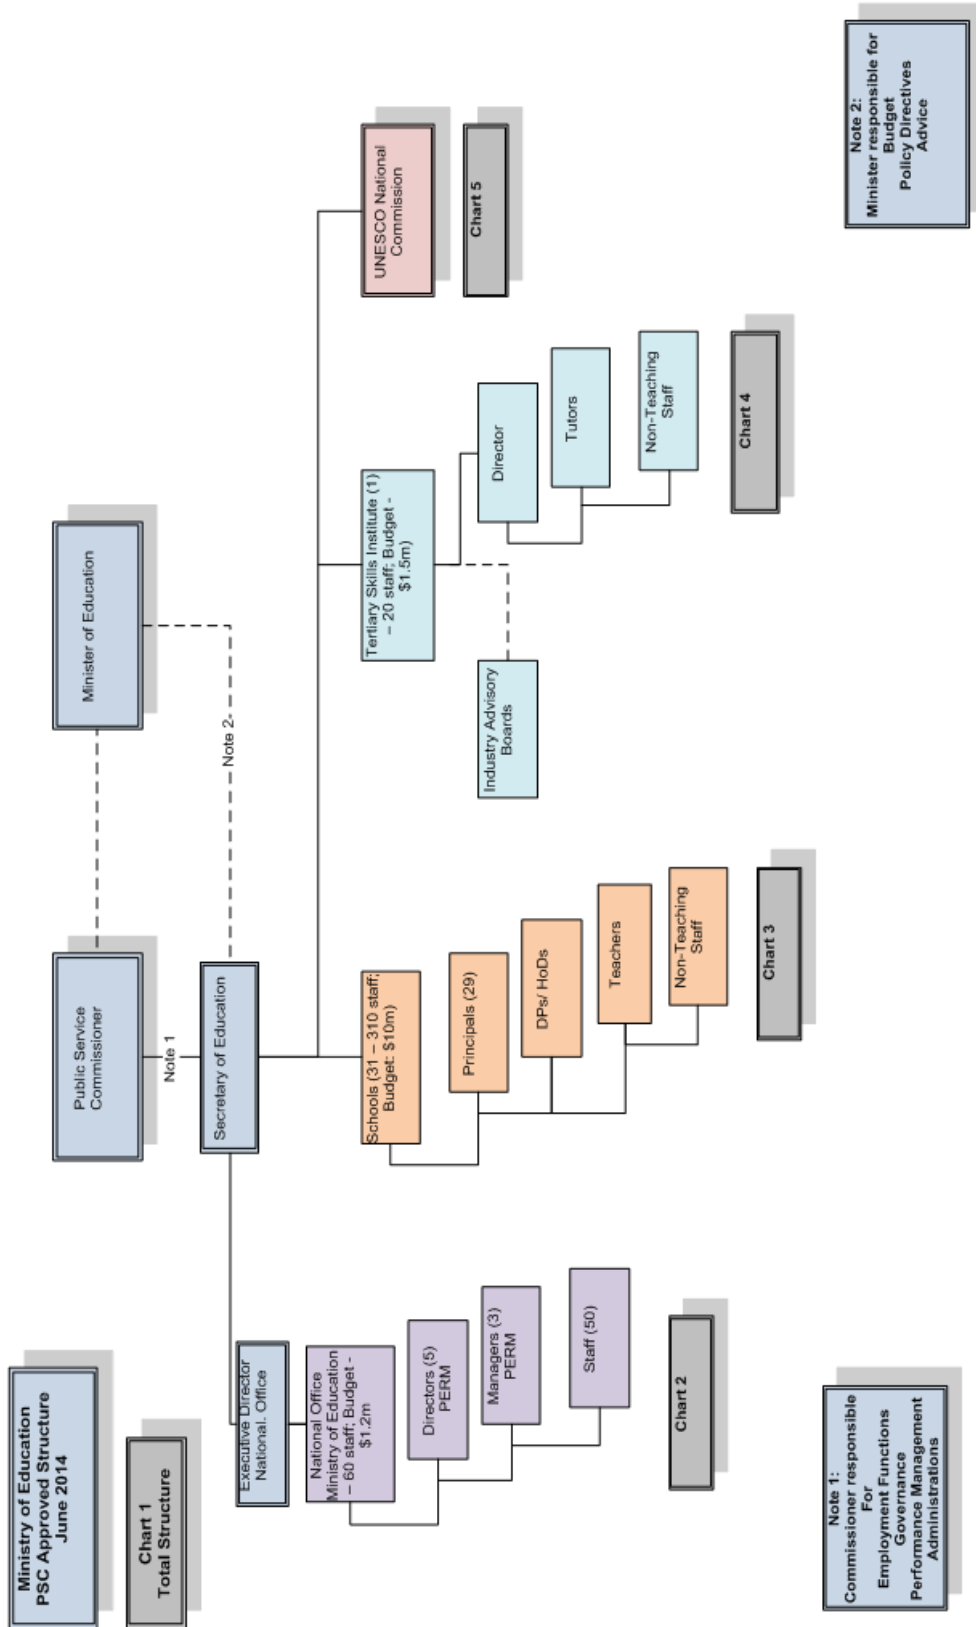 Ministry of Education
PSC Approved Structure
June 2014
Chart 1
Total Structure
Public Service
Commissioner
Minister of Education
Note 1
Note 2
Secretary of Education
Executive Director
National. Office
National Office
Ministry of Education
– 60 staff; Budget -
$1.2m
Directors (5)
PERM
Managers (3)
PERM
Staff (50)
Chart 2
Schools (31 – 310 staff;
Budget: $10m)
Principals (29)
DPs/ HoDs
Teachers
Non-Teaching
Staff
Chart 3
Tertiary Skills Institute (1)
– 20 staff; Budget -
$1.5m)
Industry Advisory
Boards
Director
Tutors
Non-Teaching
Staff
Chart 4
UNESCO National
Commission
Chart 5
Note 1:
Commissioner responsible
For
Employment Functions
Governance
Performance Management
Administrations
Note 2:
Minister responsible for
Budget
Policy Directives
Advice